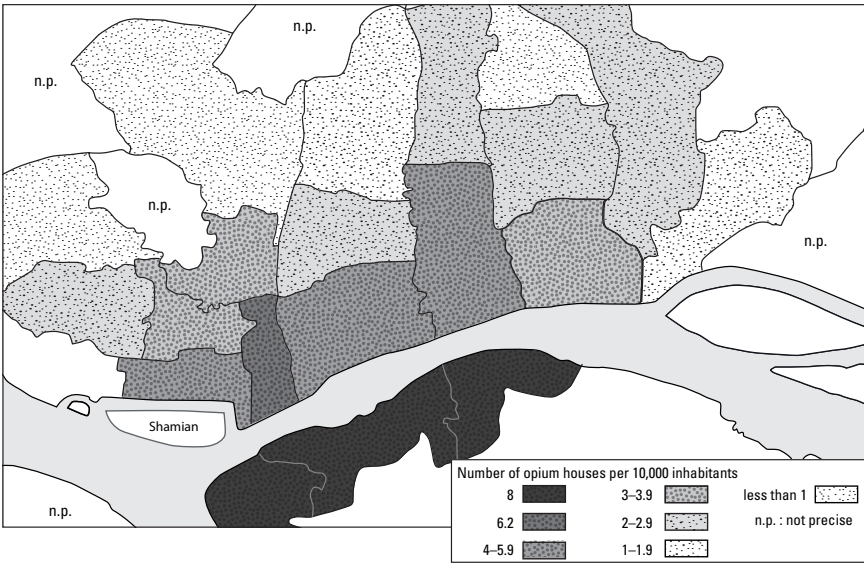 n.p.
n.p.
n.p.
n.p.
Shamian
n.p.
Number of opium houses per 10,000 inhabitants
8
3–3.9
less than 1
6.2
2–2.9
n.p. : not precise
4–5.9
1–1.9